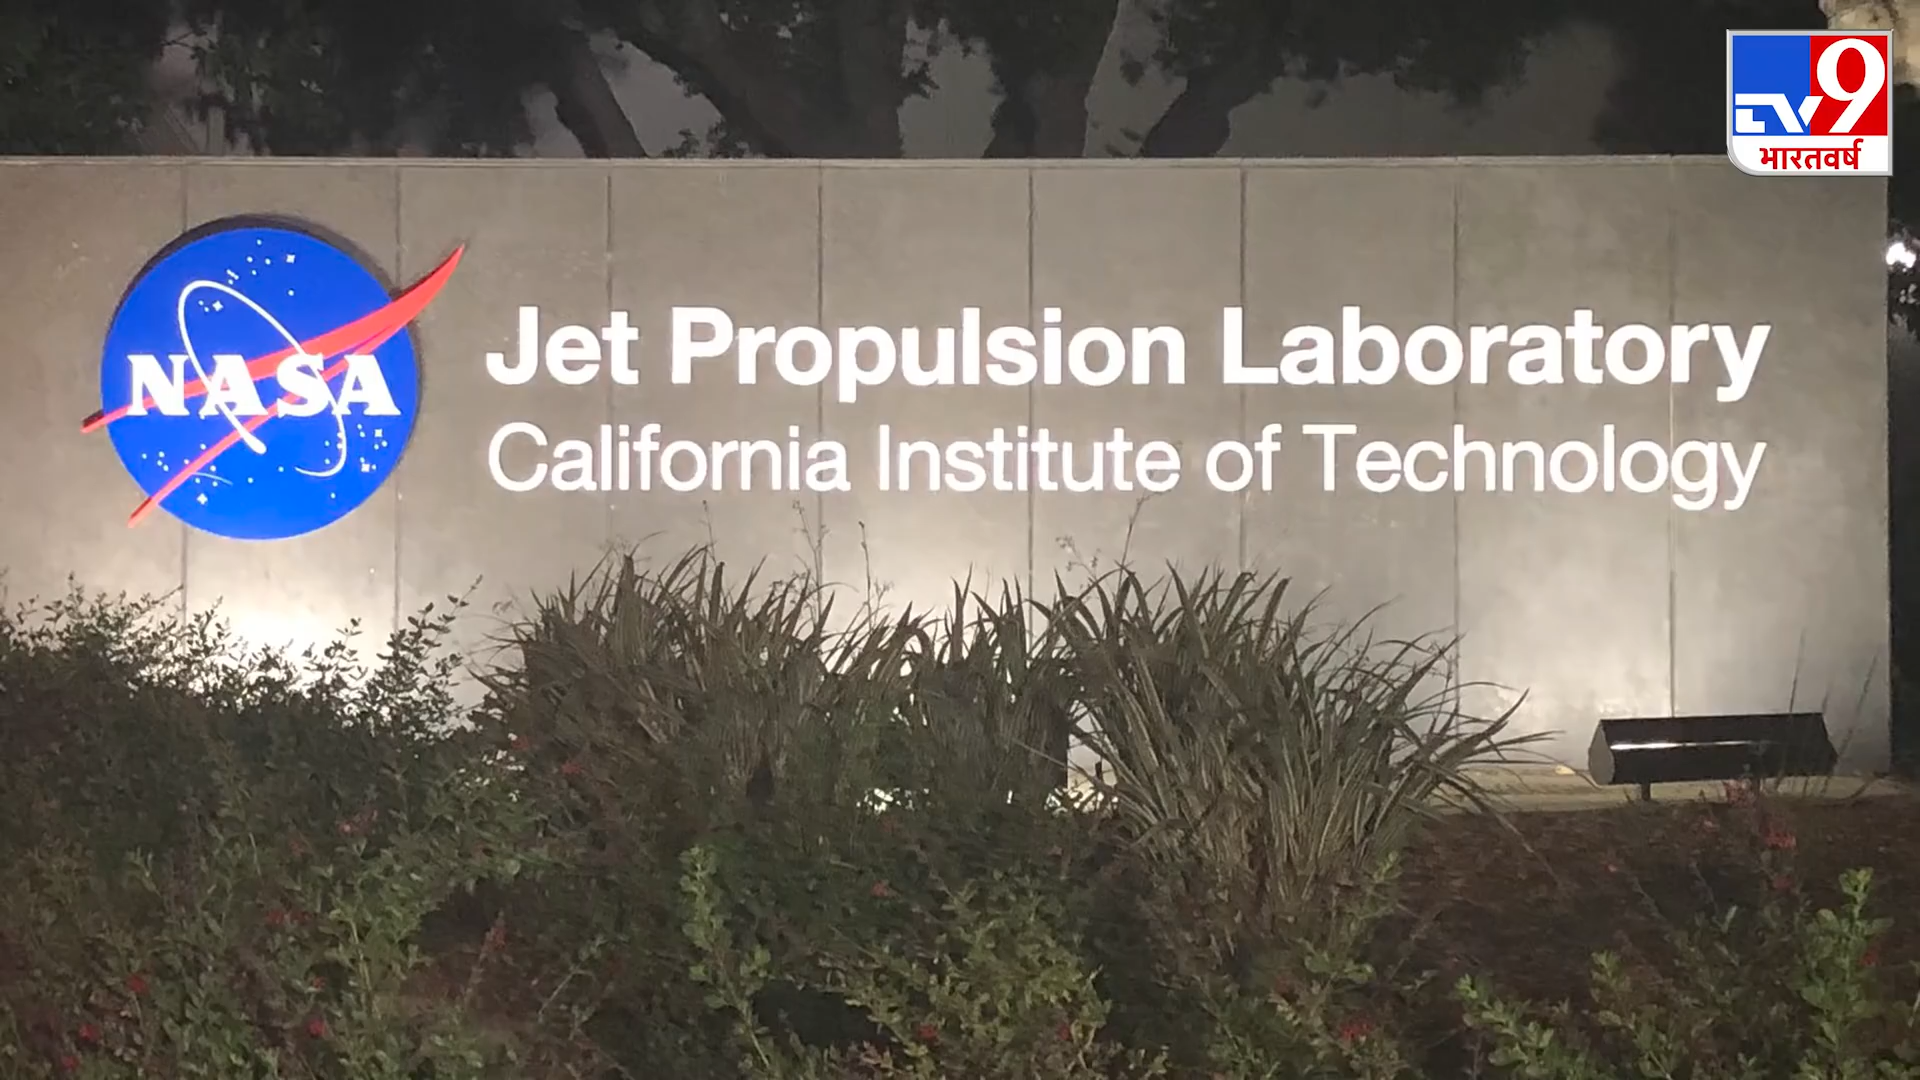 TV9
भारतवर्ष
NASA
Jet Propulsion Laboratory
California Institute of Technology